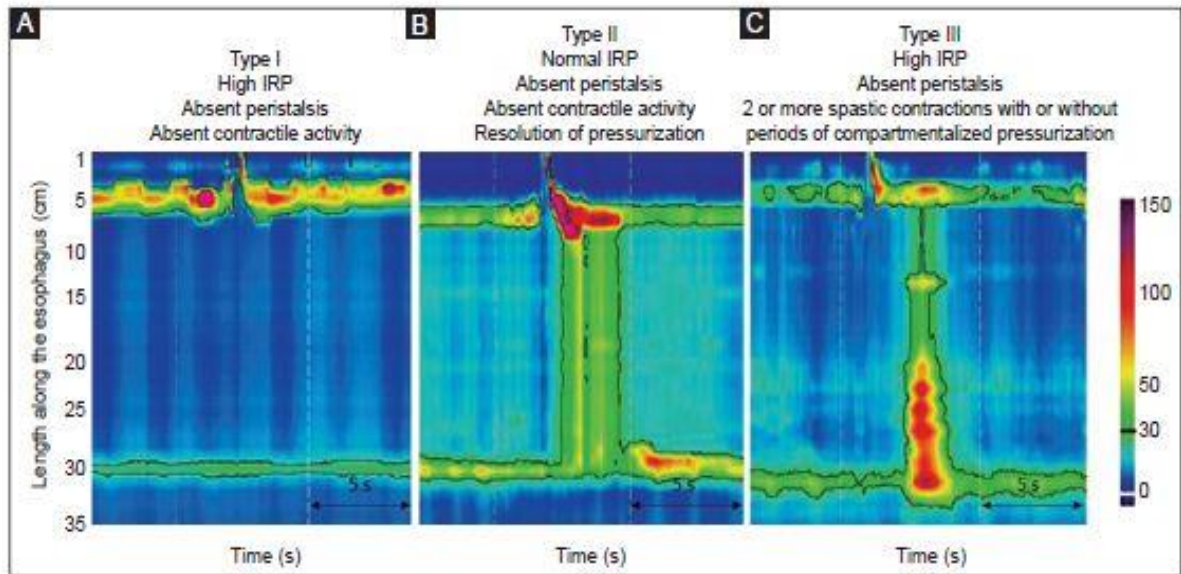 A
Type I
High IRP
Absent peristalsis
Absent contractile activity
B
Type II
Normal IRP
Absent peristalsis
Absent contractile activity
Resolution of pressurization
C
Type III
High IRP
Absent peristalsis
2 or more spastic contractions with or without
periods of compartmentalized pressurization
Length along the esophagus (cm)
1
5
10
15
20
25
30
35
5 s
5 s
5 s
150
100
50
30
0
Time (s)
Time (s)
Time (s)